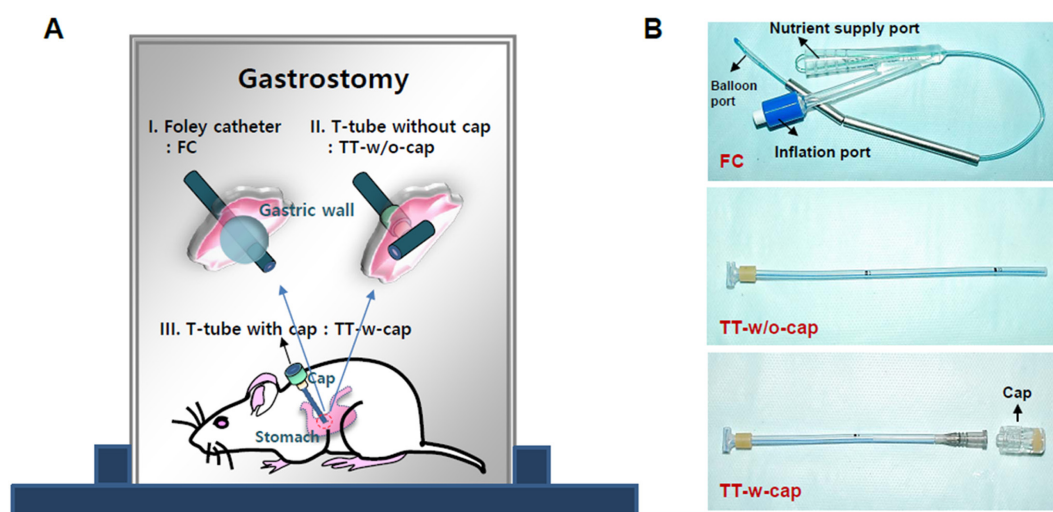 A
Gastrostomy
I. Foley catheter
: FC
II. T-tube without cap
: TT-w/o-cap
Gastric wall
III. T-tube with cap : TT-w-cap
Cap
Stomach
B
Nutrient supply port
Balloon
port
Inflation port
FC
TT-w/o-cap
Cap
TT-w-cap